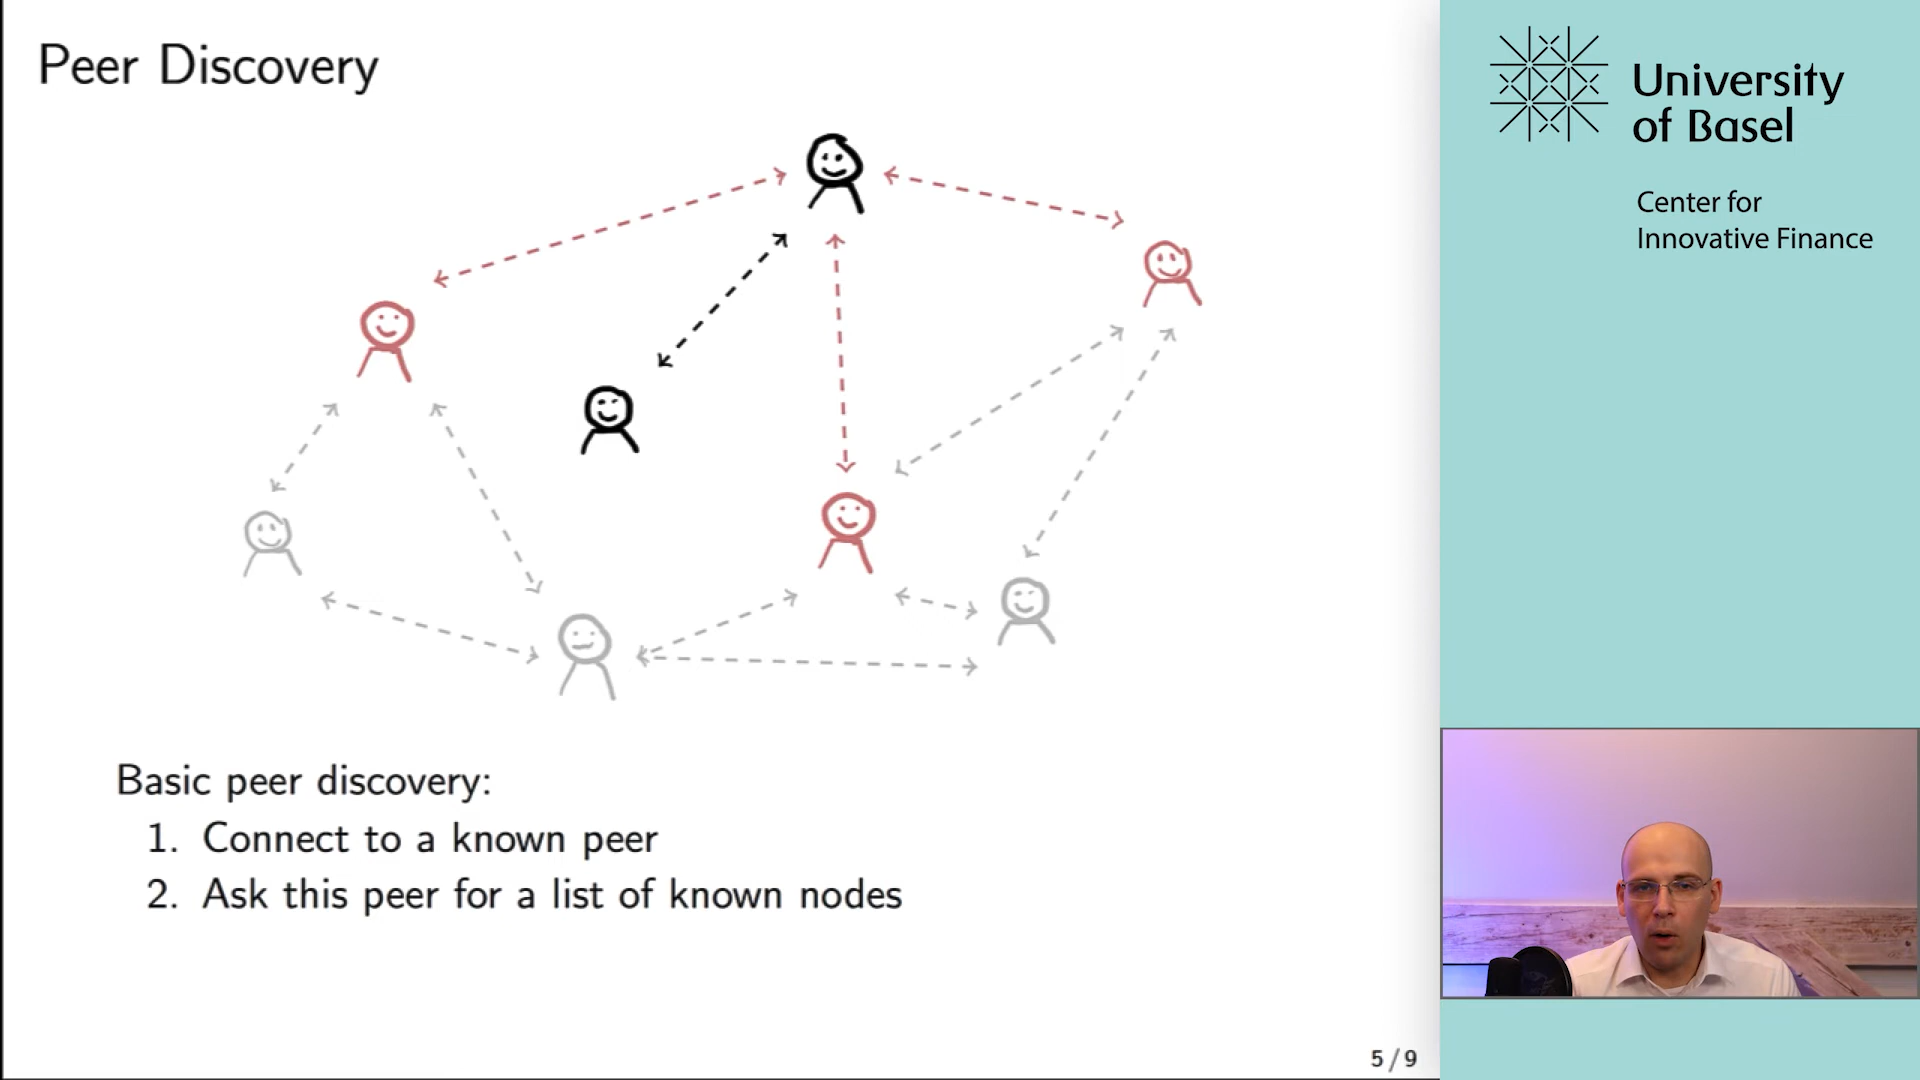 Peer Discovery
Basic peer discovery:
1. Connect to a known peer
2. Ask this peer for a list of known nodes
5/9
University
of Basel
Center for
Innovative Finance